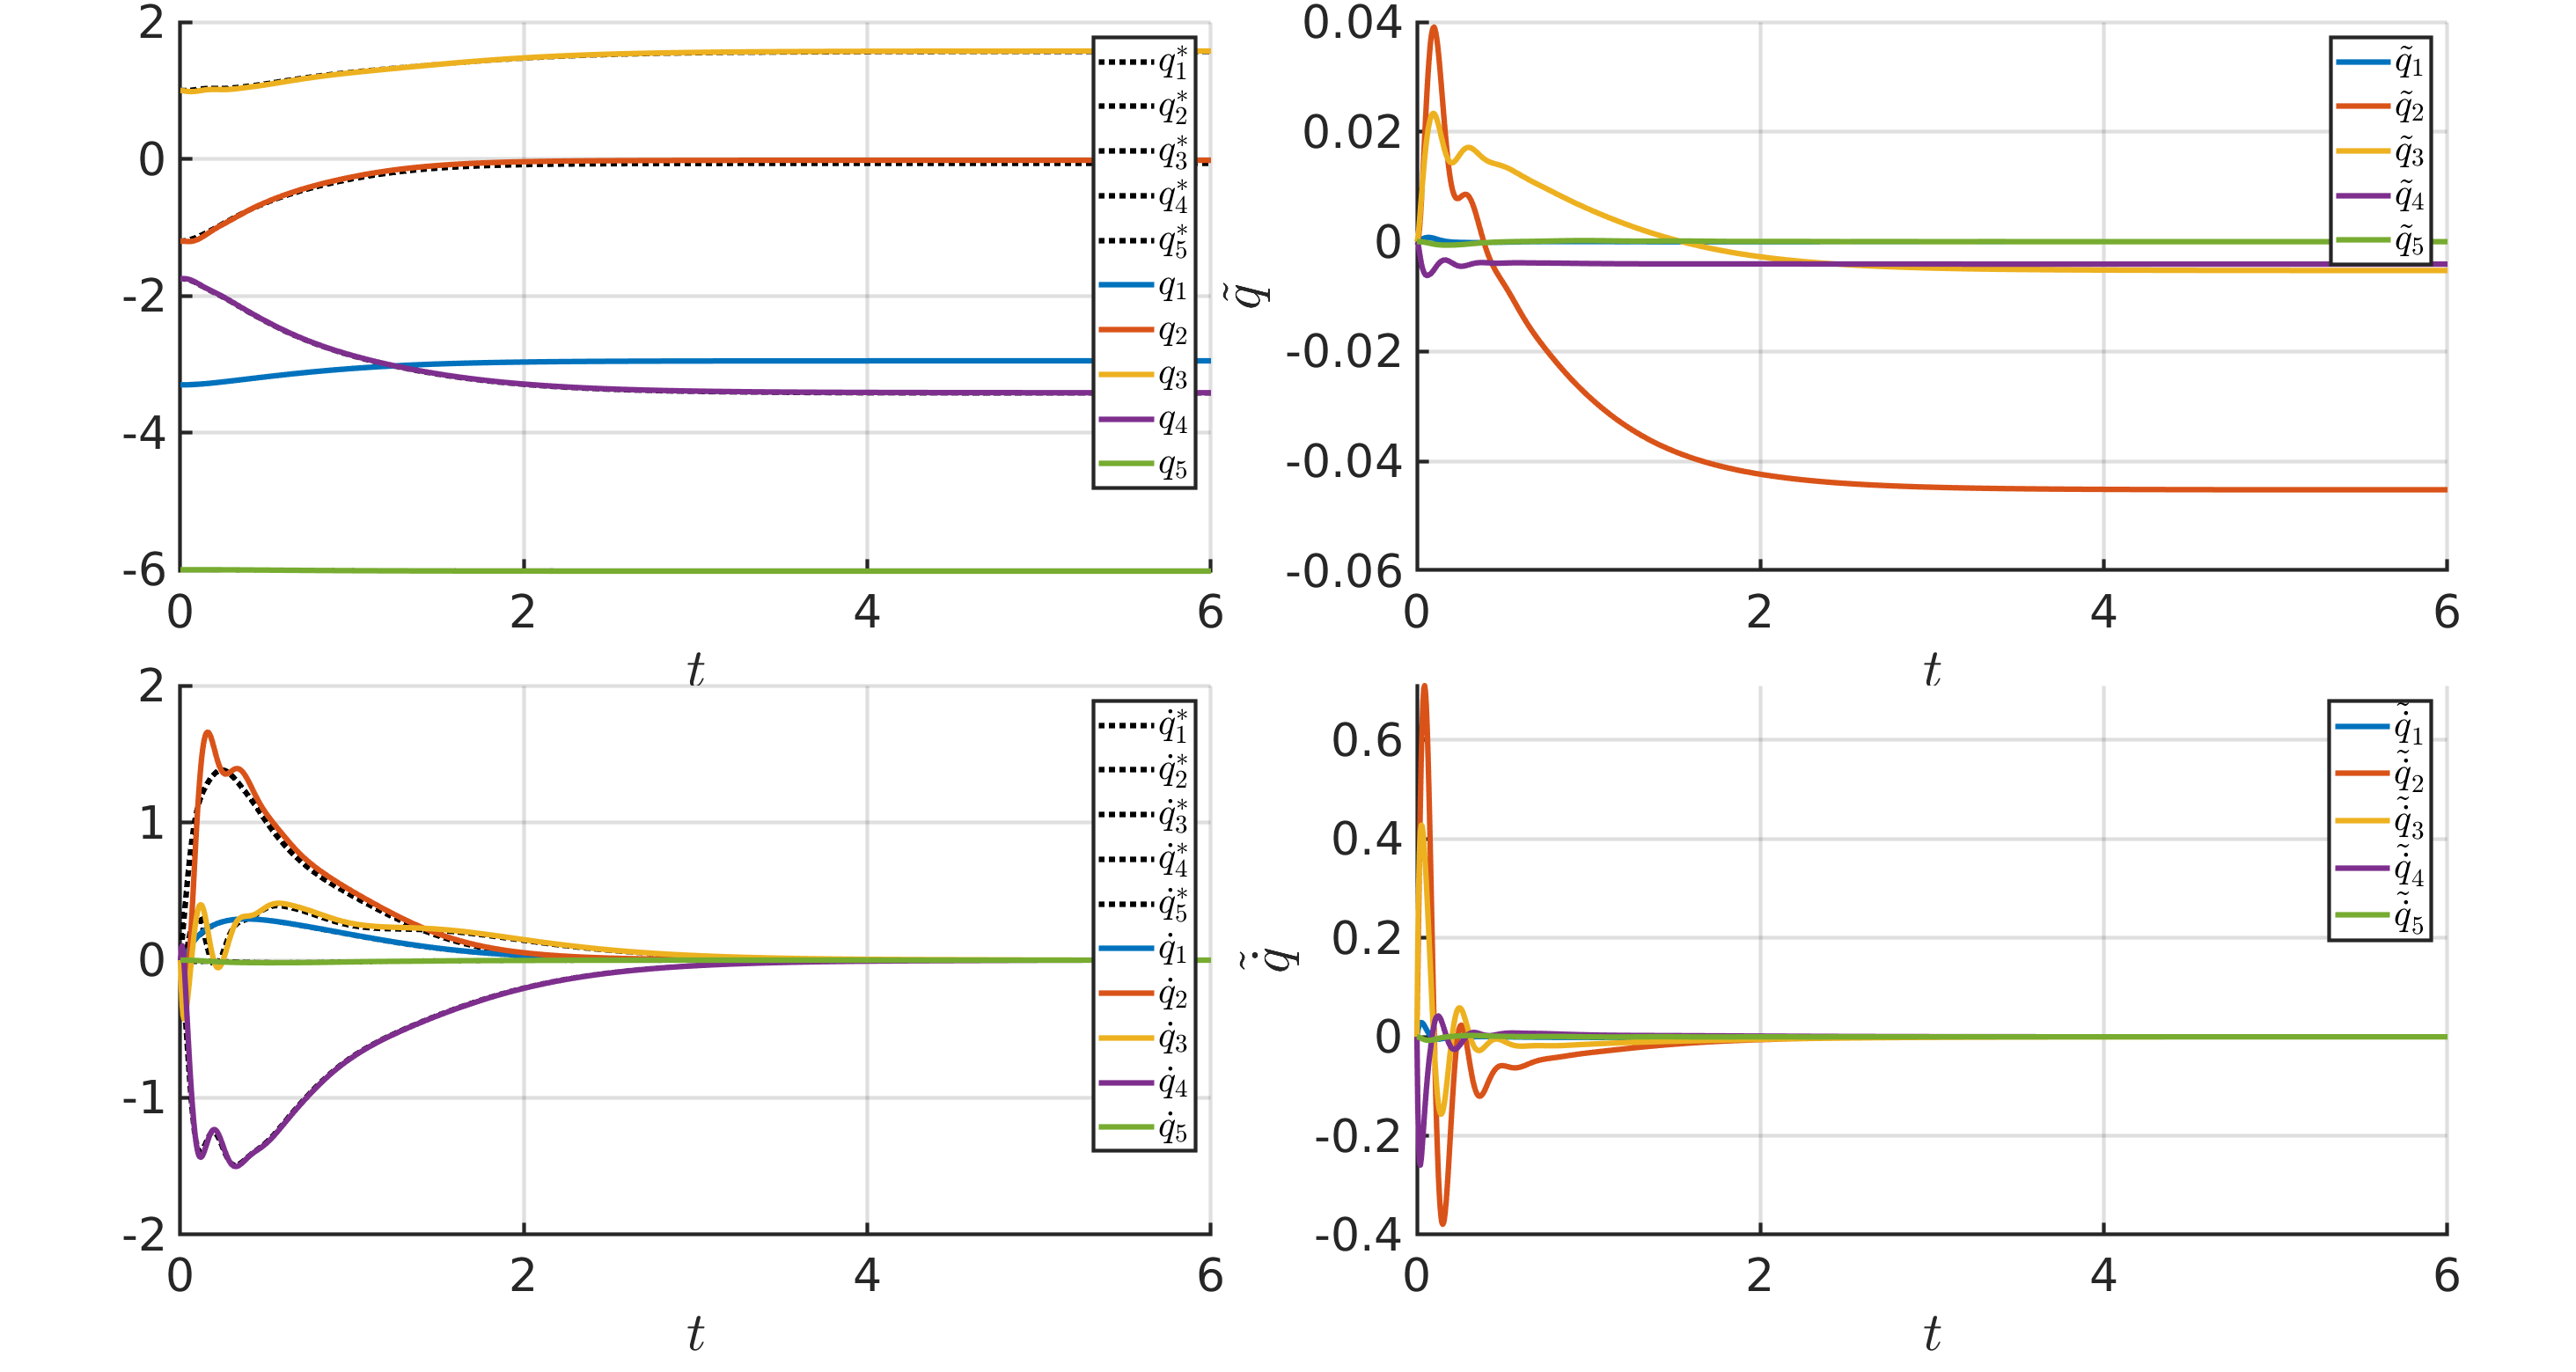 2
0
-2
-4
-6
0 2 4 6
t
q₁*
q₂*
q₃*
q₄*
q₅*
q₁
q₂
q₃
q₄
q₅
0.04
0.02
0
-0.02
-0.04
-0.06
0 2 4 6
q̃
t
q̃₁
q̃₂
q̃₃
q̃₄
q̃₅
2
1
0
-1
-2
0 2 4 6
t
q̇₁*
q̇₂*
q̇₃*
q̇₄*
q̇₅*
q̇₁
q̇₂
q̇₃
q̇₄
q̇₅
0.6
0.4
0.2
0
-0.2
-0.4
0 2 4 6
q̇̃
t
q̇̃₁
q̇̃₂
q̇̃₃
q̇̃₄
q̇̃₅